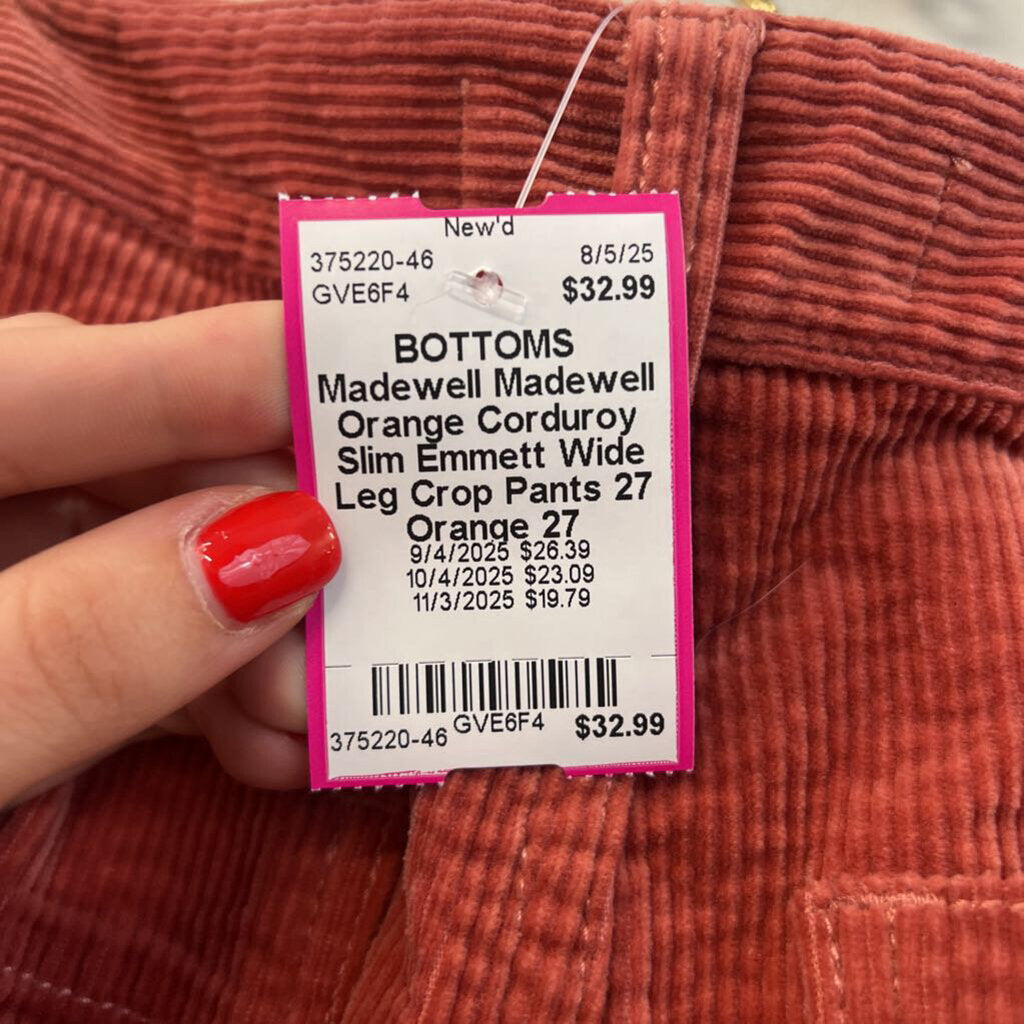 New'd
375220-46 8/5/25
GVE6F4 $32.99
BOTTOMS
Madewell Madewell
Orange Corduroy
Slim Emmett Wide
Leg Crop Pants 27
Orange 27
9/4/2025 $26.39
10/4/2025 $23.09
11/3/2025 $19.79
375220-46 GVE6F4 $32.99